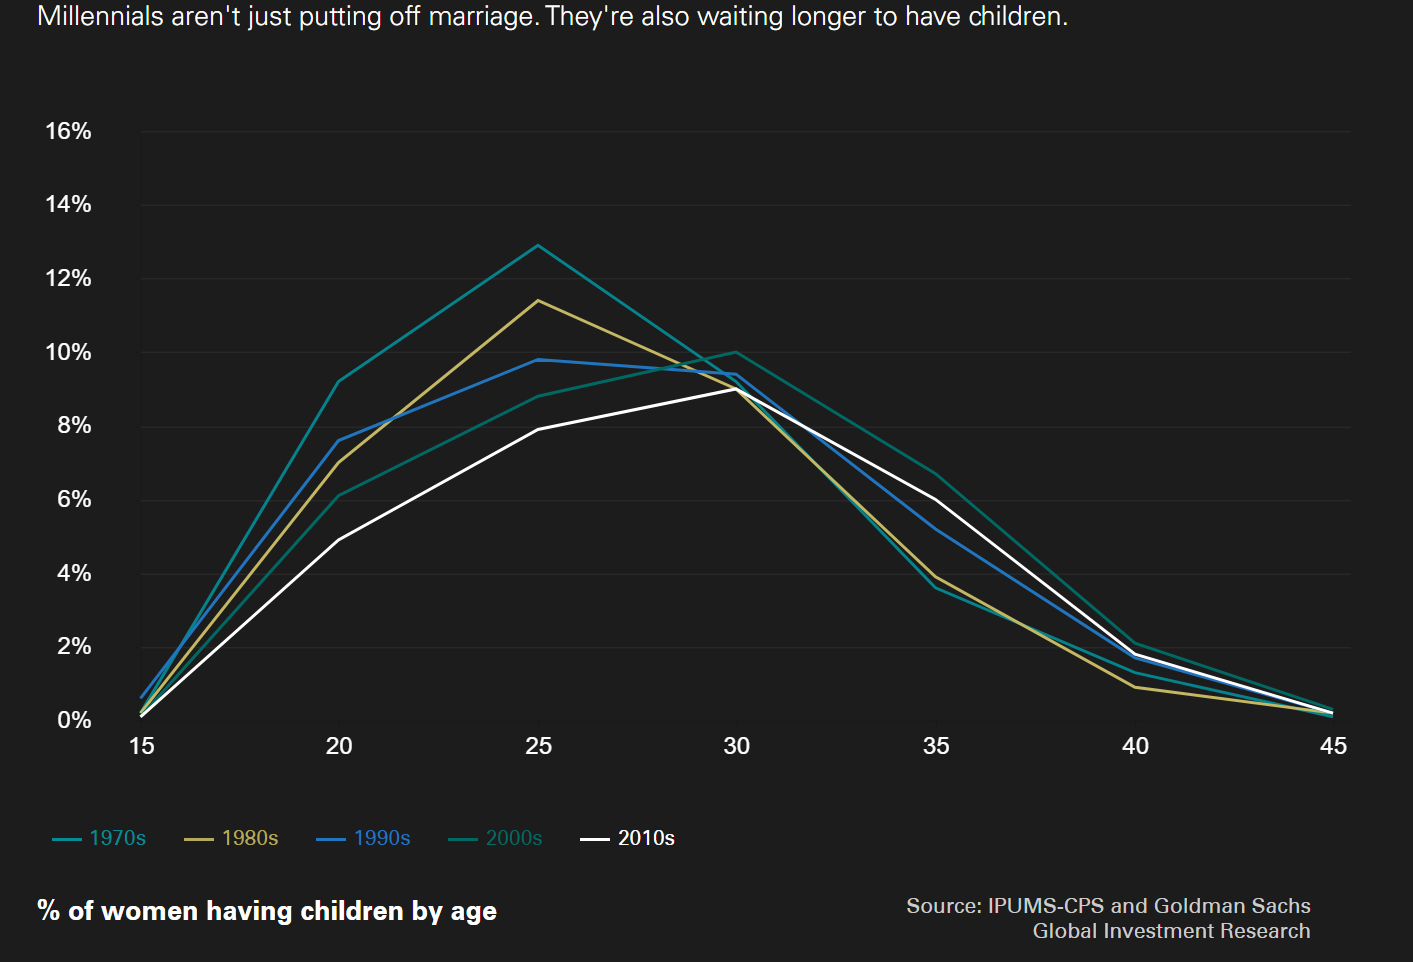 Millennials aren't just putting off marriage. They're also waiting longer to have children.
16%
14%
12%
10%
8%
6%
4%
2%
0%
15 20 25 30 35 40 45
1970s 1980s 1990s 2000s 2010s
% of women having children by age
Source: IPUMS-CPS and Goldman Sachs
Global Investment Research